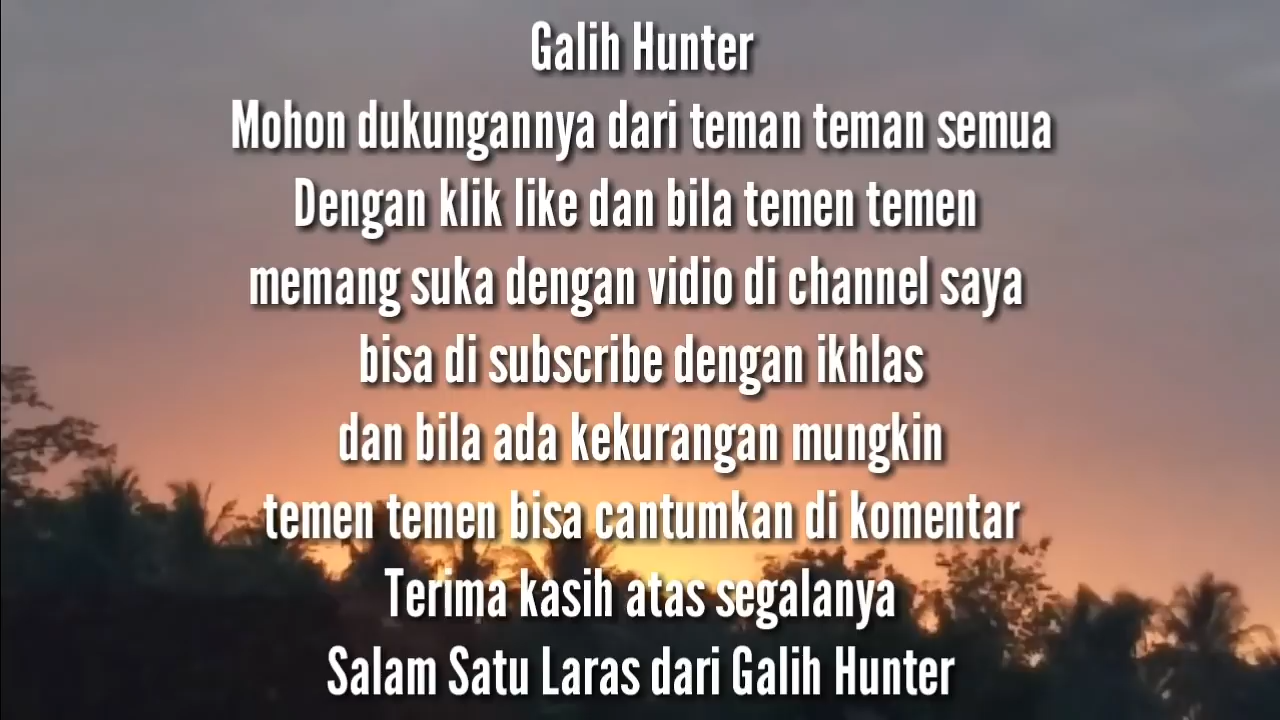 Galih Hunter
Mohon dukungannya dari teman teman semua
Dengan klik like dan bila temen temen
memang suka dengan vidio di channel saya
bisa di subscribe dengan ikhlas
dan bila ada kekurangan mungkin
temen temen bisa cantumkan di komentar
Terima kasih atas segalanya
Salam Satu Laras dari Galih Hunter